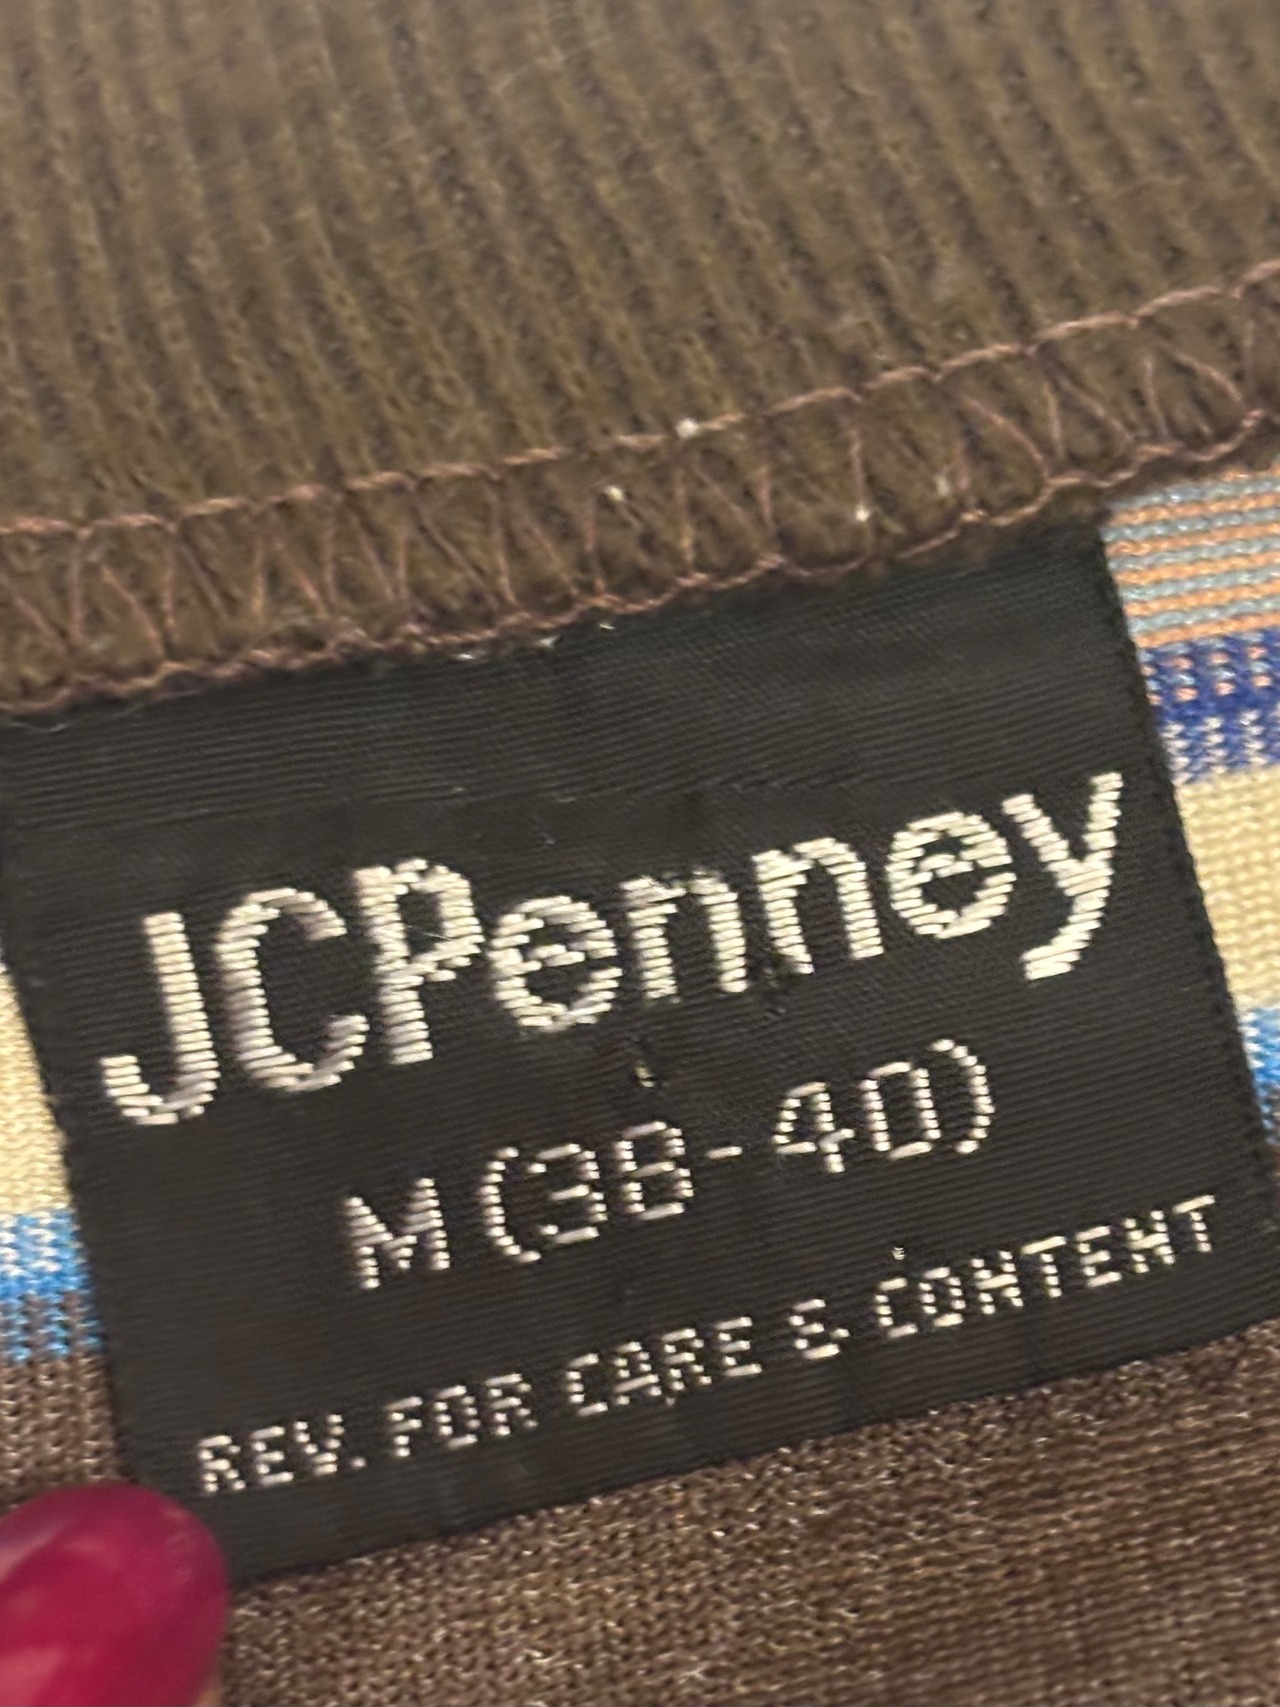 JCPenney
M (38-40)
REV. FOR CARE & CONTENT